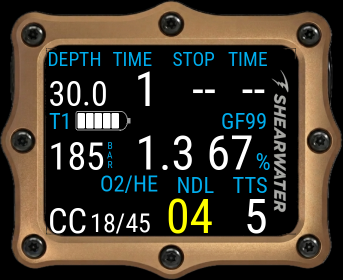 DEPTH TIME STOP TIME
30.0 1 -- --
T1 GF99
185 BAR 1.3 67%
O2/HE NDL TTS
CC 18/45 04 5
SHEARWATER